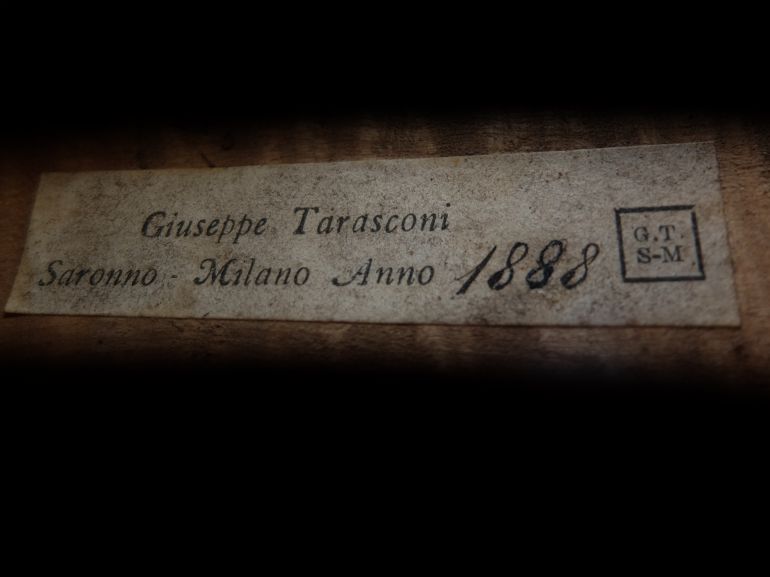 Giuseppe Tarasconi
Saronno - Milano Anno 1888
G.T.
S-M